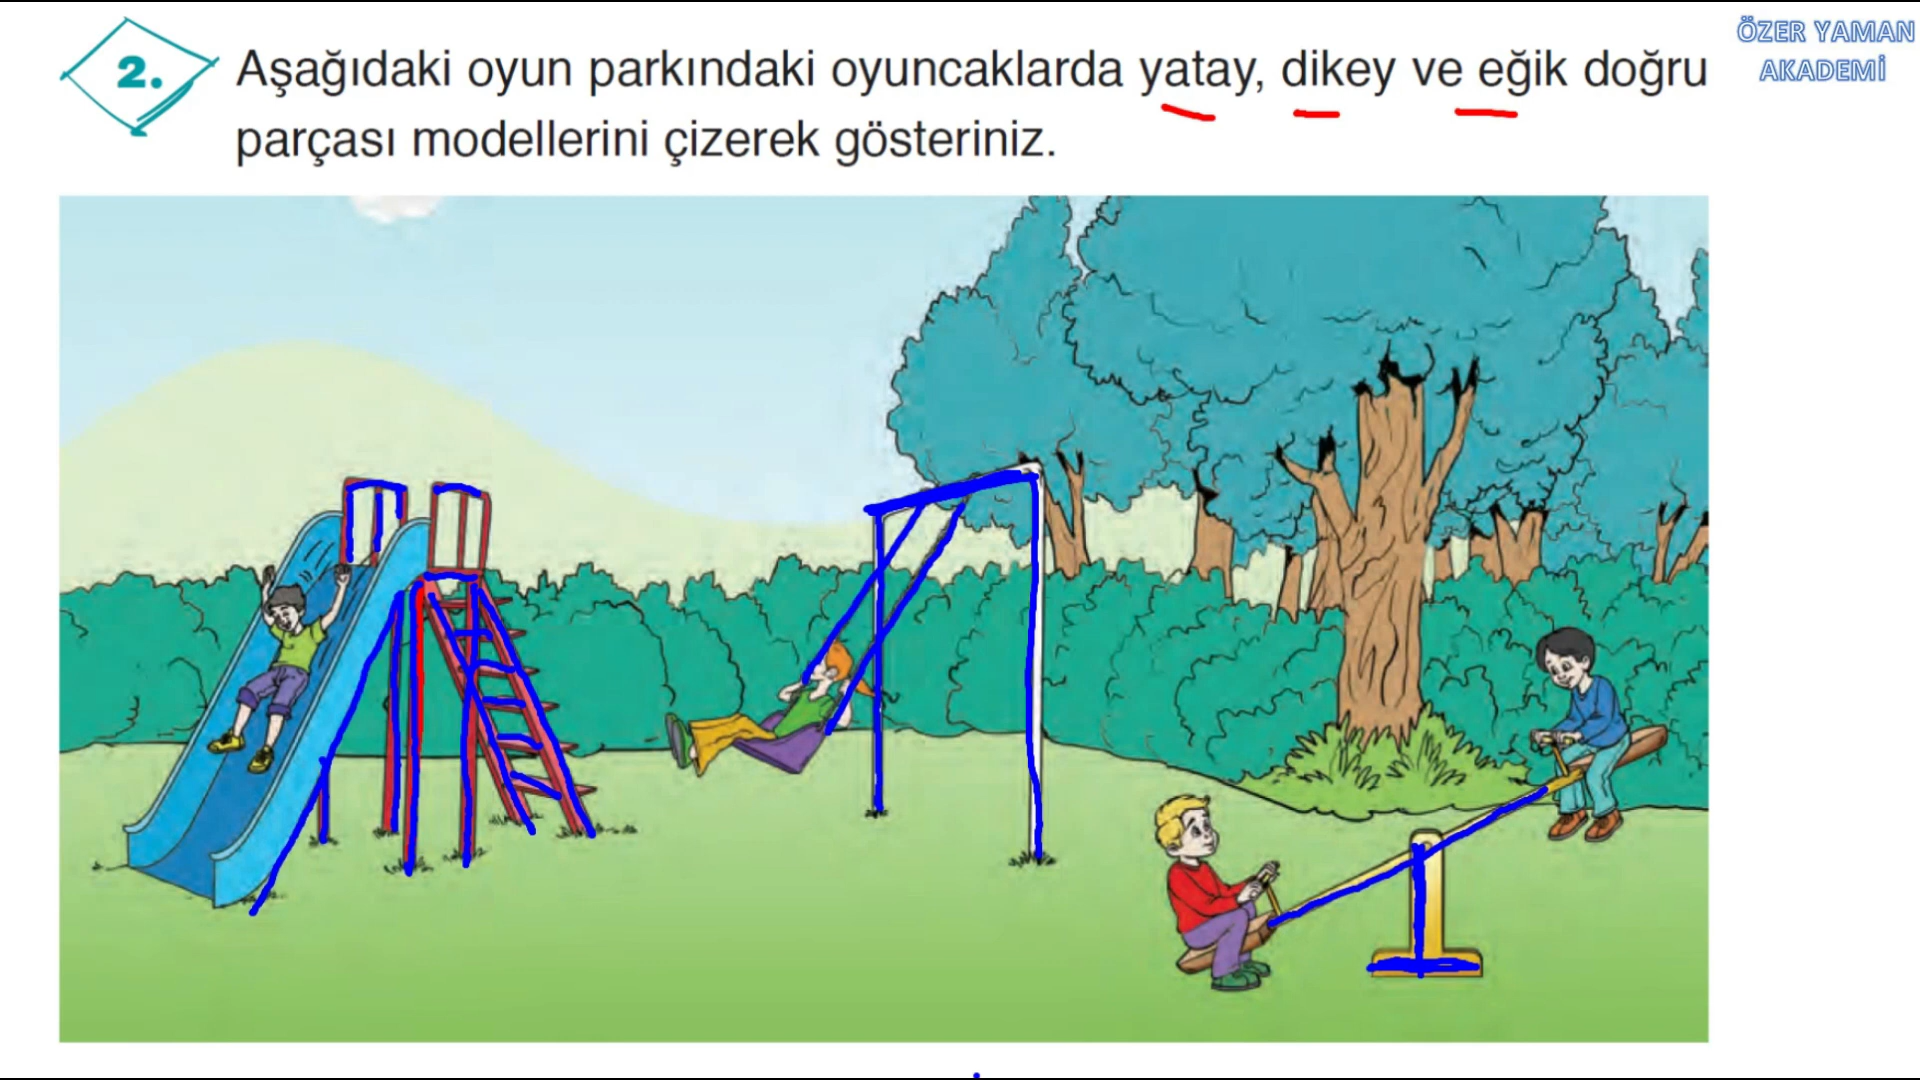 2. Aşağıdaki oyun parkındaki oyuncaklarda yatay, dikey ve eğik doğru
parçası modellerini çizerek gösteriniz.
ÖZER YAMAN
AKADEMİ